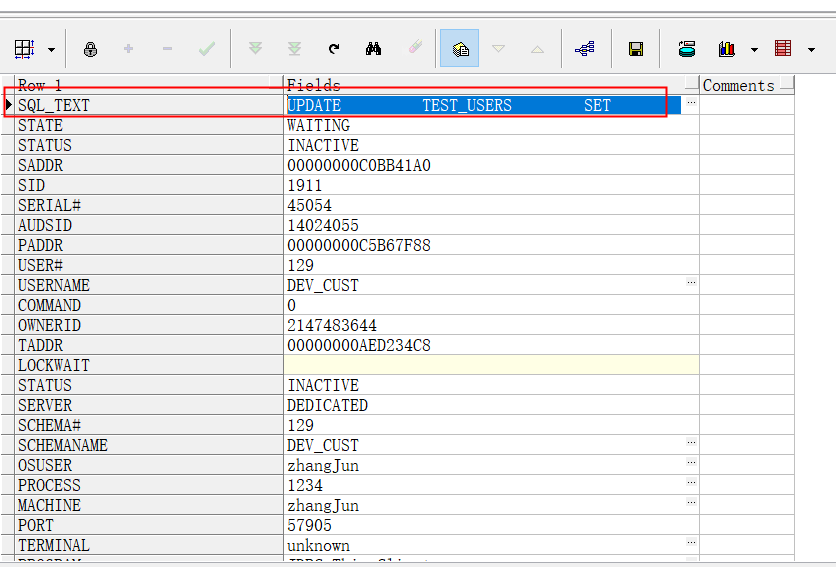 Row 1 Fields Comments
SQL_TEXT UPDATE TEST_USERS SET
STATE WAITING
STATUS INACTIVE
SADDR 00000000C0BB41A0
SID 1911
SERIAL# 45054
AUDSID 14024055
PADDR 00000000C5B67F88
USER# 129
USERNAME DEV_CUST
COMMAND 0
OWNERID 2147483644
TADDR 00000000AED234C8
LOCKWAIT
STATUS INACTIVE
SERVER DEDICATED
SCHEMA# 129
SCHEMANAME DEV_CUST
OSUSER zhangJun
PROCESS 1234
MACHINE zhangJun
PORT 57905
TERMINAL unknown